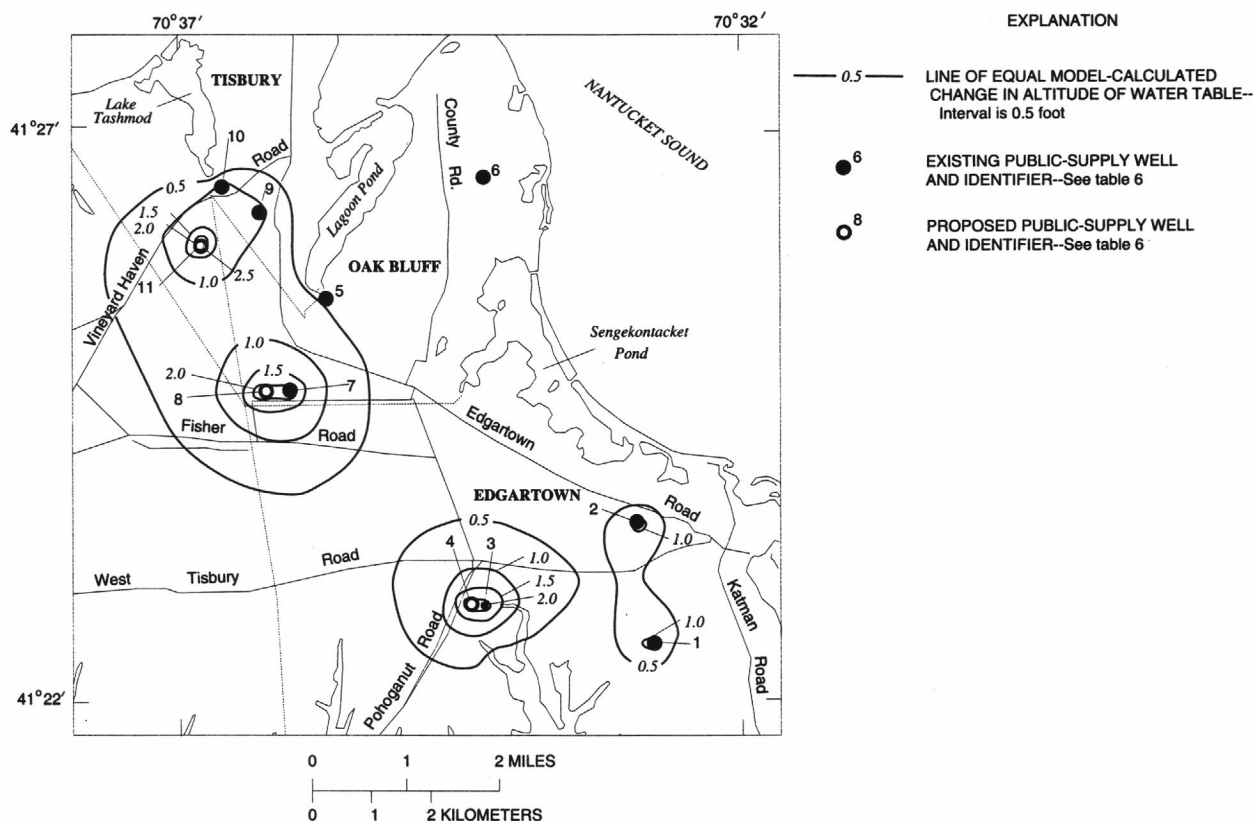 70°37'
70°32'
EXPLANATION
TISBURY
Lake
Tashmod
NANTUCKET SOUND
County
Rd.
0.5
LINE OF EQUAL MODEL-CALCULATED
CHANGE IN ALTITUDE OF WATER TABLE--
Interval is 0.5 foot
41°27'
10
Road
6
6
EXISTING PUBLIC-SUPPLY WELL
AND IDENTIFIER--See table 6
9
0.5
Lagoon Pond
1.5
2.0
8
PROPOSED PUBLIC-SUPPLY WELL
AND IDENTIFIER--See table 6
Vineyard Haven
2.5
1.0
11
OAK BLUFF
5
Sengekontacket
Pond
1.0
2.0
1.5
8
7
Fisher
Road
Edgartown
Road
EDGARTOWN
2
1.0
0.5
4
3
1.0
West
Tisbury
Road
1.5
2.0
Katman
Road
1.0
1
0.5
Pohoganut
Road
41°22'
0 1 2 MILES
0 1 2 KILOMETERS